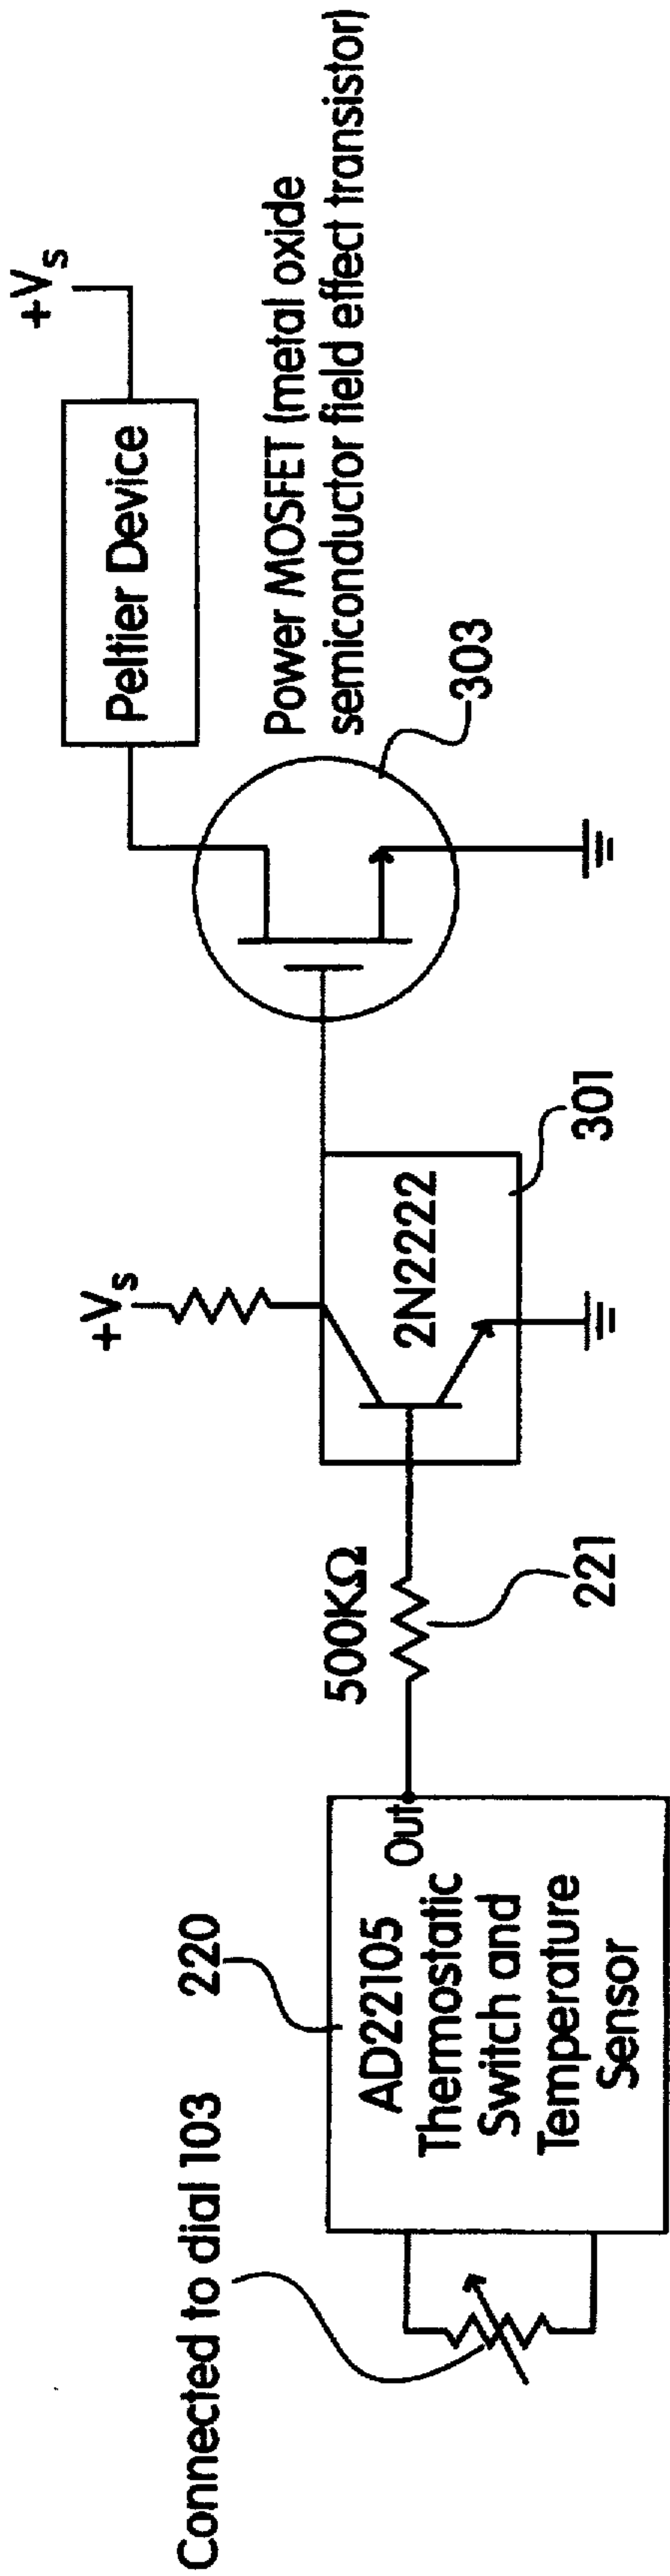 Connected to dial 103
220
AD22105
Thermostatic
Switch and
Temperature
Sensor
Out
500KΩ
221
+Vs
2N2222
301
+Vs
Peltier Device
Power MOSFET (metal oxide
semiconductor field effect transistor)
303